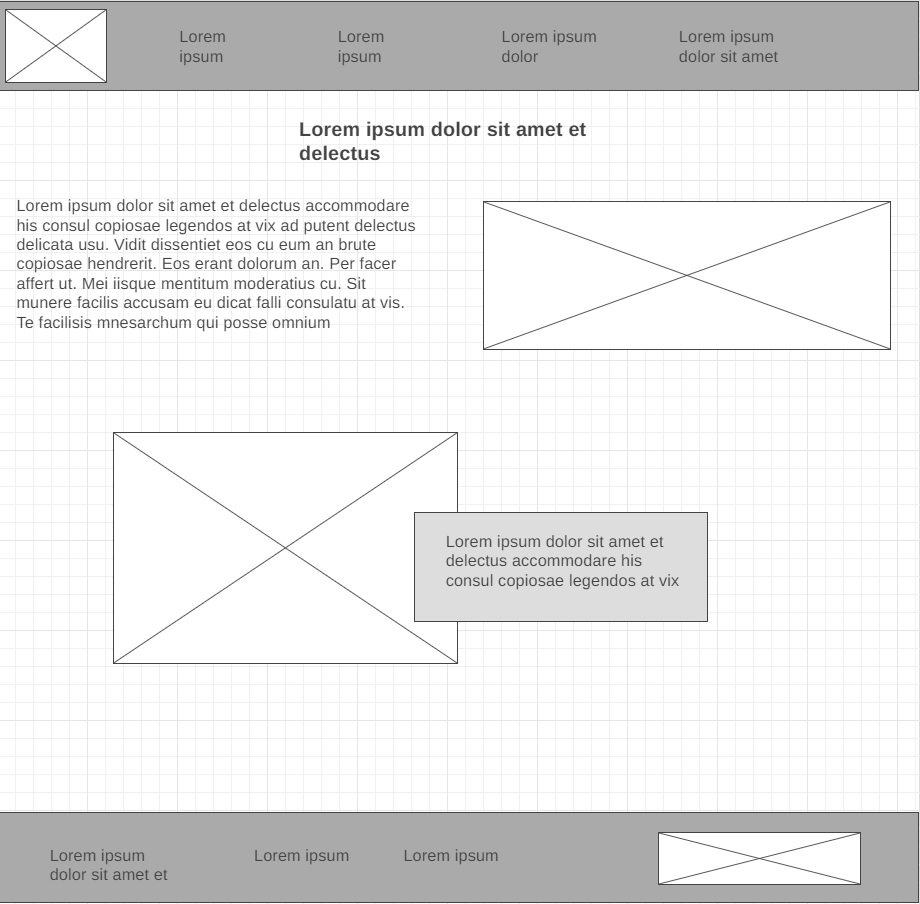 Lorem
ipsum
Lorem
ipsum
Lorem ipsum
dolor
Lorem ipsum
dolor sit amet
Lorem ipsum dolor sit amet et
delectus
Lorem ipsum dolor sit amet et delectus accommodare
his consul copiosae legendos at vix ad putent delectus
delicata usu. Vidit dissentiet eos cu eum an brute
copiosae hendrerit. Eos erant dolorum an. Per facer
affert ut. Mei iisque mentitum moderatius cu. Sit
munere facilis accusam eu dicat falli consulatu at vis.
Te facilisis mnesarchum qui posse omnium
Lorem ipsum dolor sit amet et
delectus accommodare his
consul copiosae legendos at vix
Lorem ipsum
dolor sit amet et
Lorem ipsum
Lorem ipsum